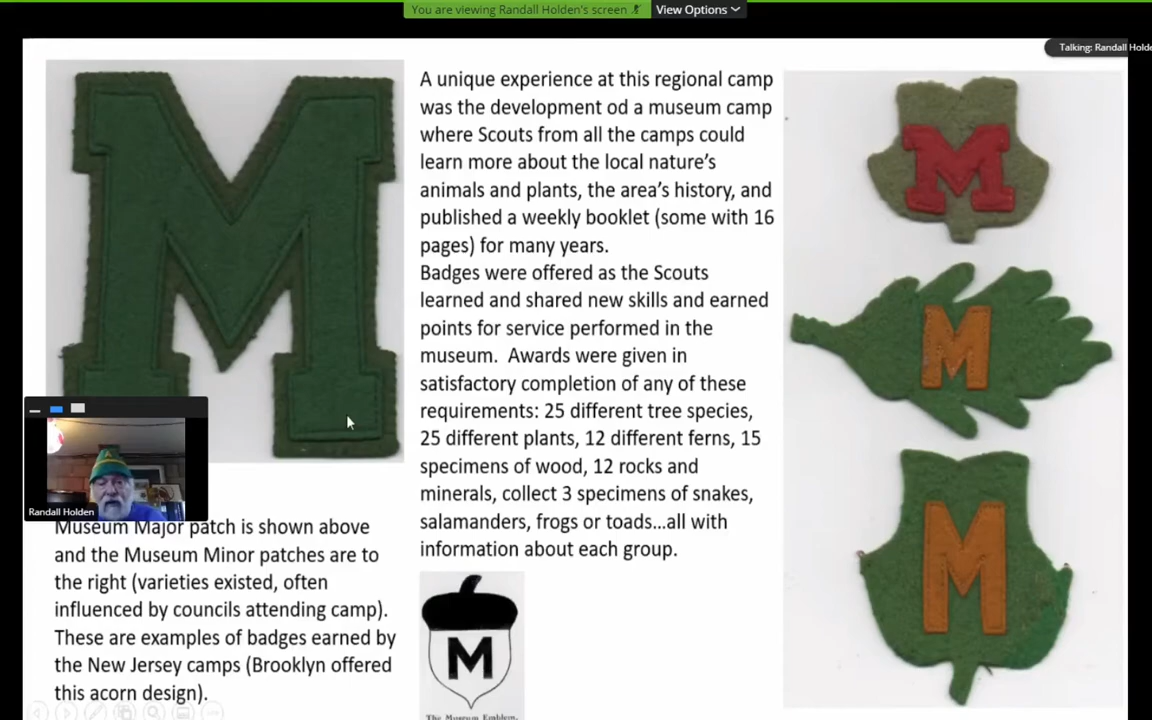 You are viewing Randall Holden's screen
View Options
Talking: Randall Holde
M
A unique experience at this regional camp
was the development od a museum camp
where Scouts from all the camps could
learn more about the local nature's
animals and plants, the area's history, and
published a weekly booklet (some with 16
pages) for many years.
Badges were offered as the Scouts
learned and shared new skills and earned
points for service performed in the
museum.  Awards were given in
satisfactory completion of any of these
requirements: 25 different tree species,
25 different plants, 12 different ferns, 15
specimens of wood, 12 rocks and
minerals, collect 3 specimens of snakes,
salamanders, frogs or toads...all with
information about each group.
M
M
M
A
Randall Holden
Museum Major patch is shown above
and the Museum Minor patches are to
the right (varieties existed, often
influenced by councils attending camp).
These are examples of badges earned by
the New Jersey camps (Brooklyn offered
this acorn design).
M
The Museum Emblem.